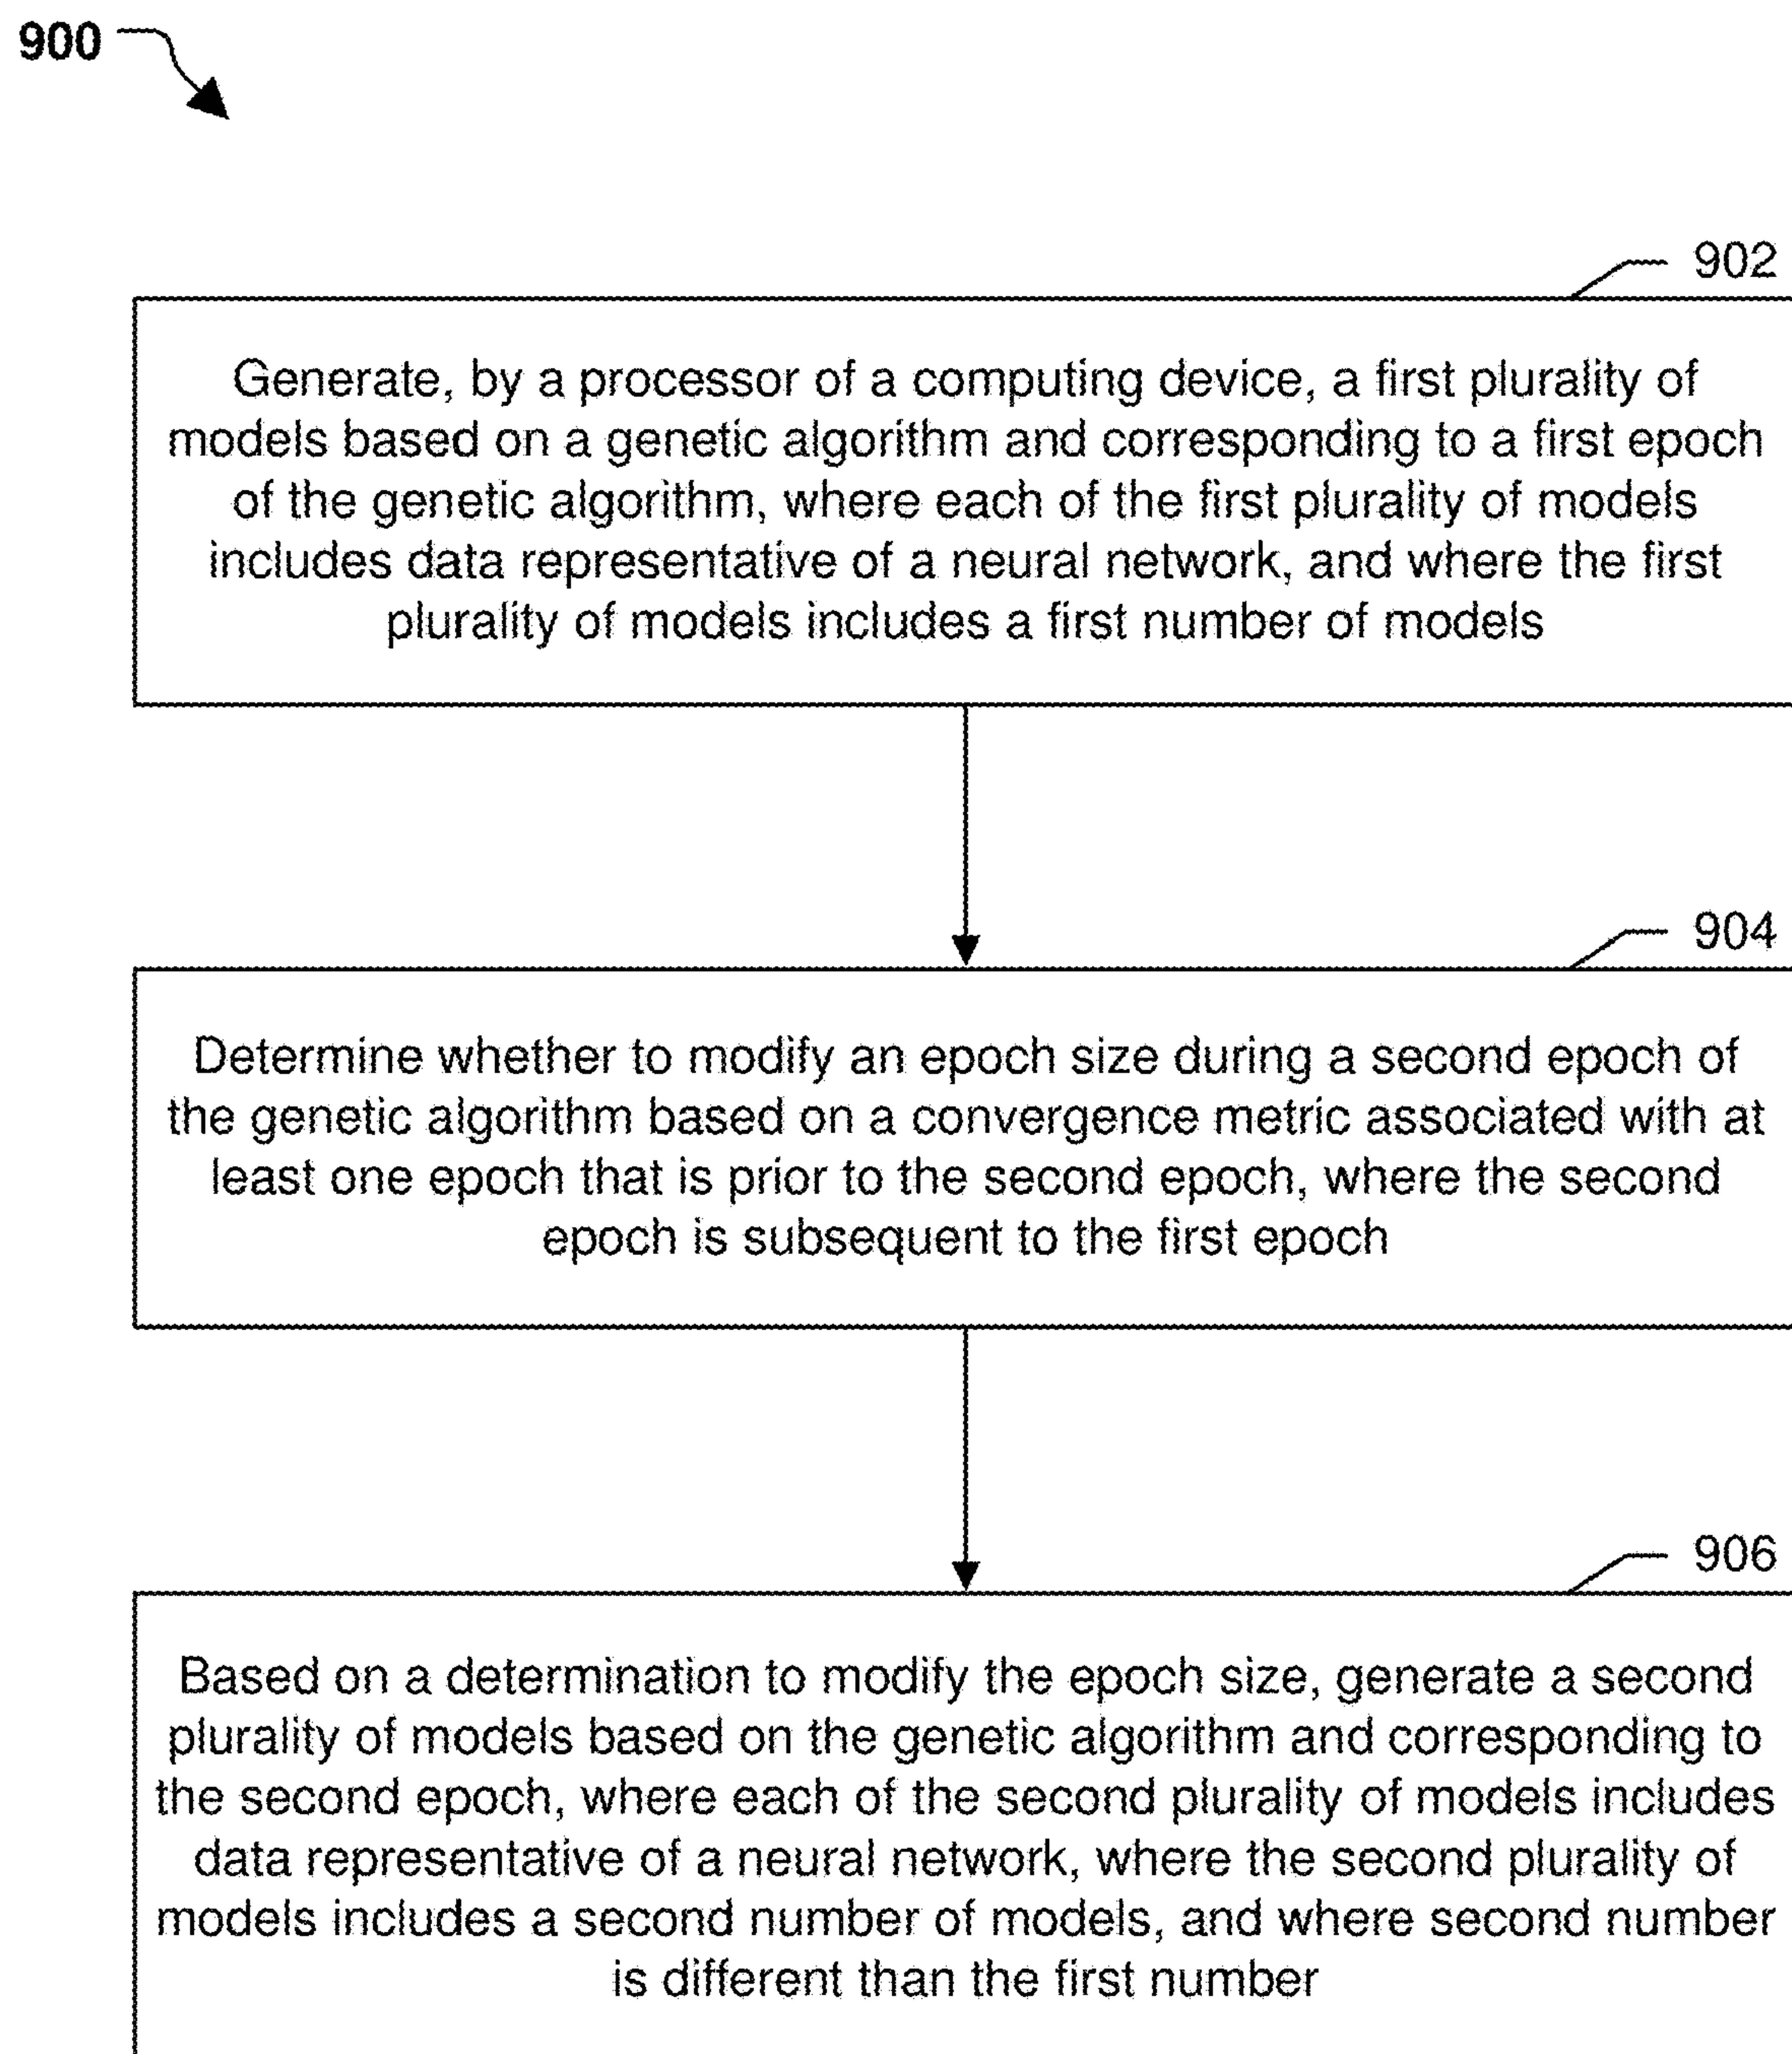 900
902
Generate, by a processor of a computing device, a first plurality of
models based on a genetic algorithm and corresponding to a first epoch
of the genetic algorithm, where each of the first plurality of models
includes data representative of a neural network, and where the first
plurality of models includes a first number of models
904
Determine whether to modify an epoch size during a second epoch of
the genetic algorithm based on a convergence metric associated with at
least one epoch that is prior to the second epoch, where the second
epoch is subsequent to the first epoch
906
Based on a determination to modify the epoch size, generate a second
plurality of models based on the genetic algorithm and corresponding to
the second epoch, where each of the second plurality of models includes
data representative of a neural network, where the second plurality of
models includes a second number of models, and where second number
is different than the first number